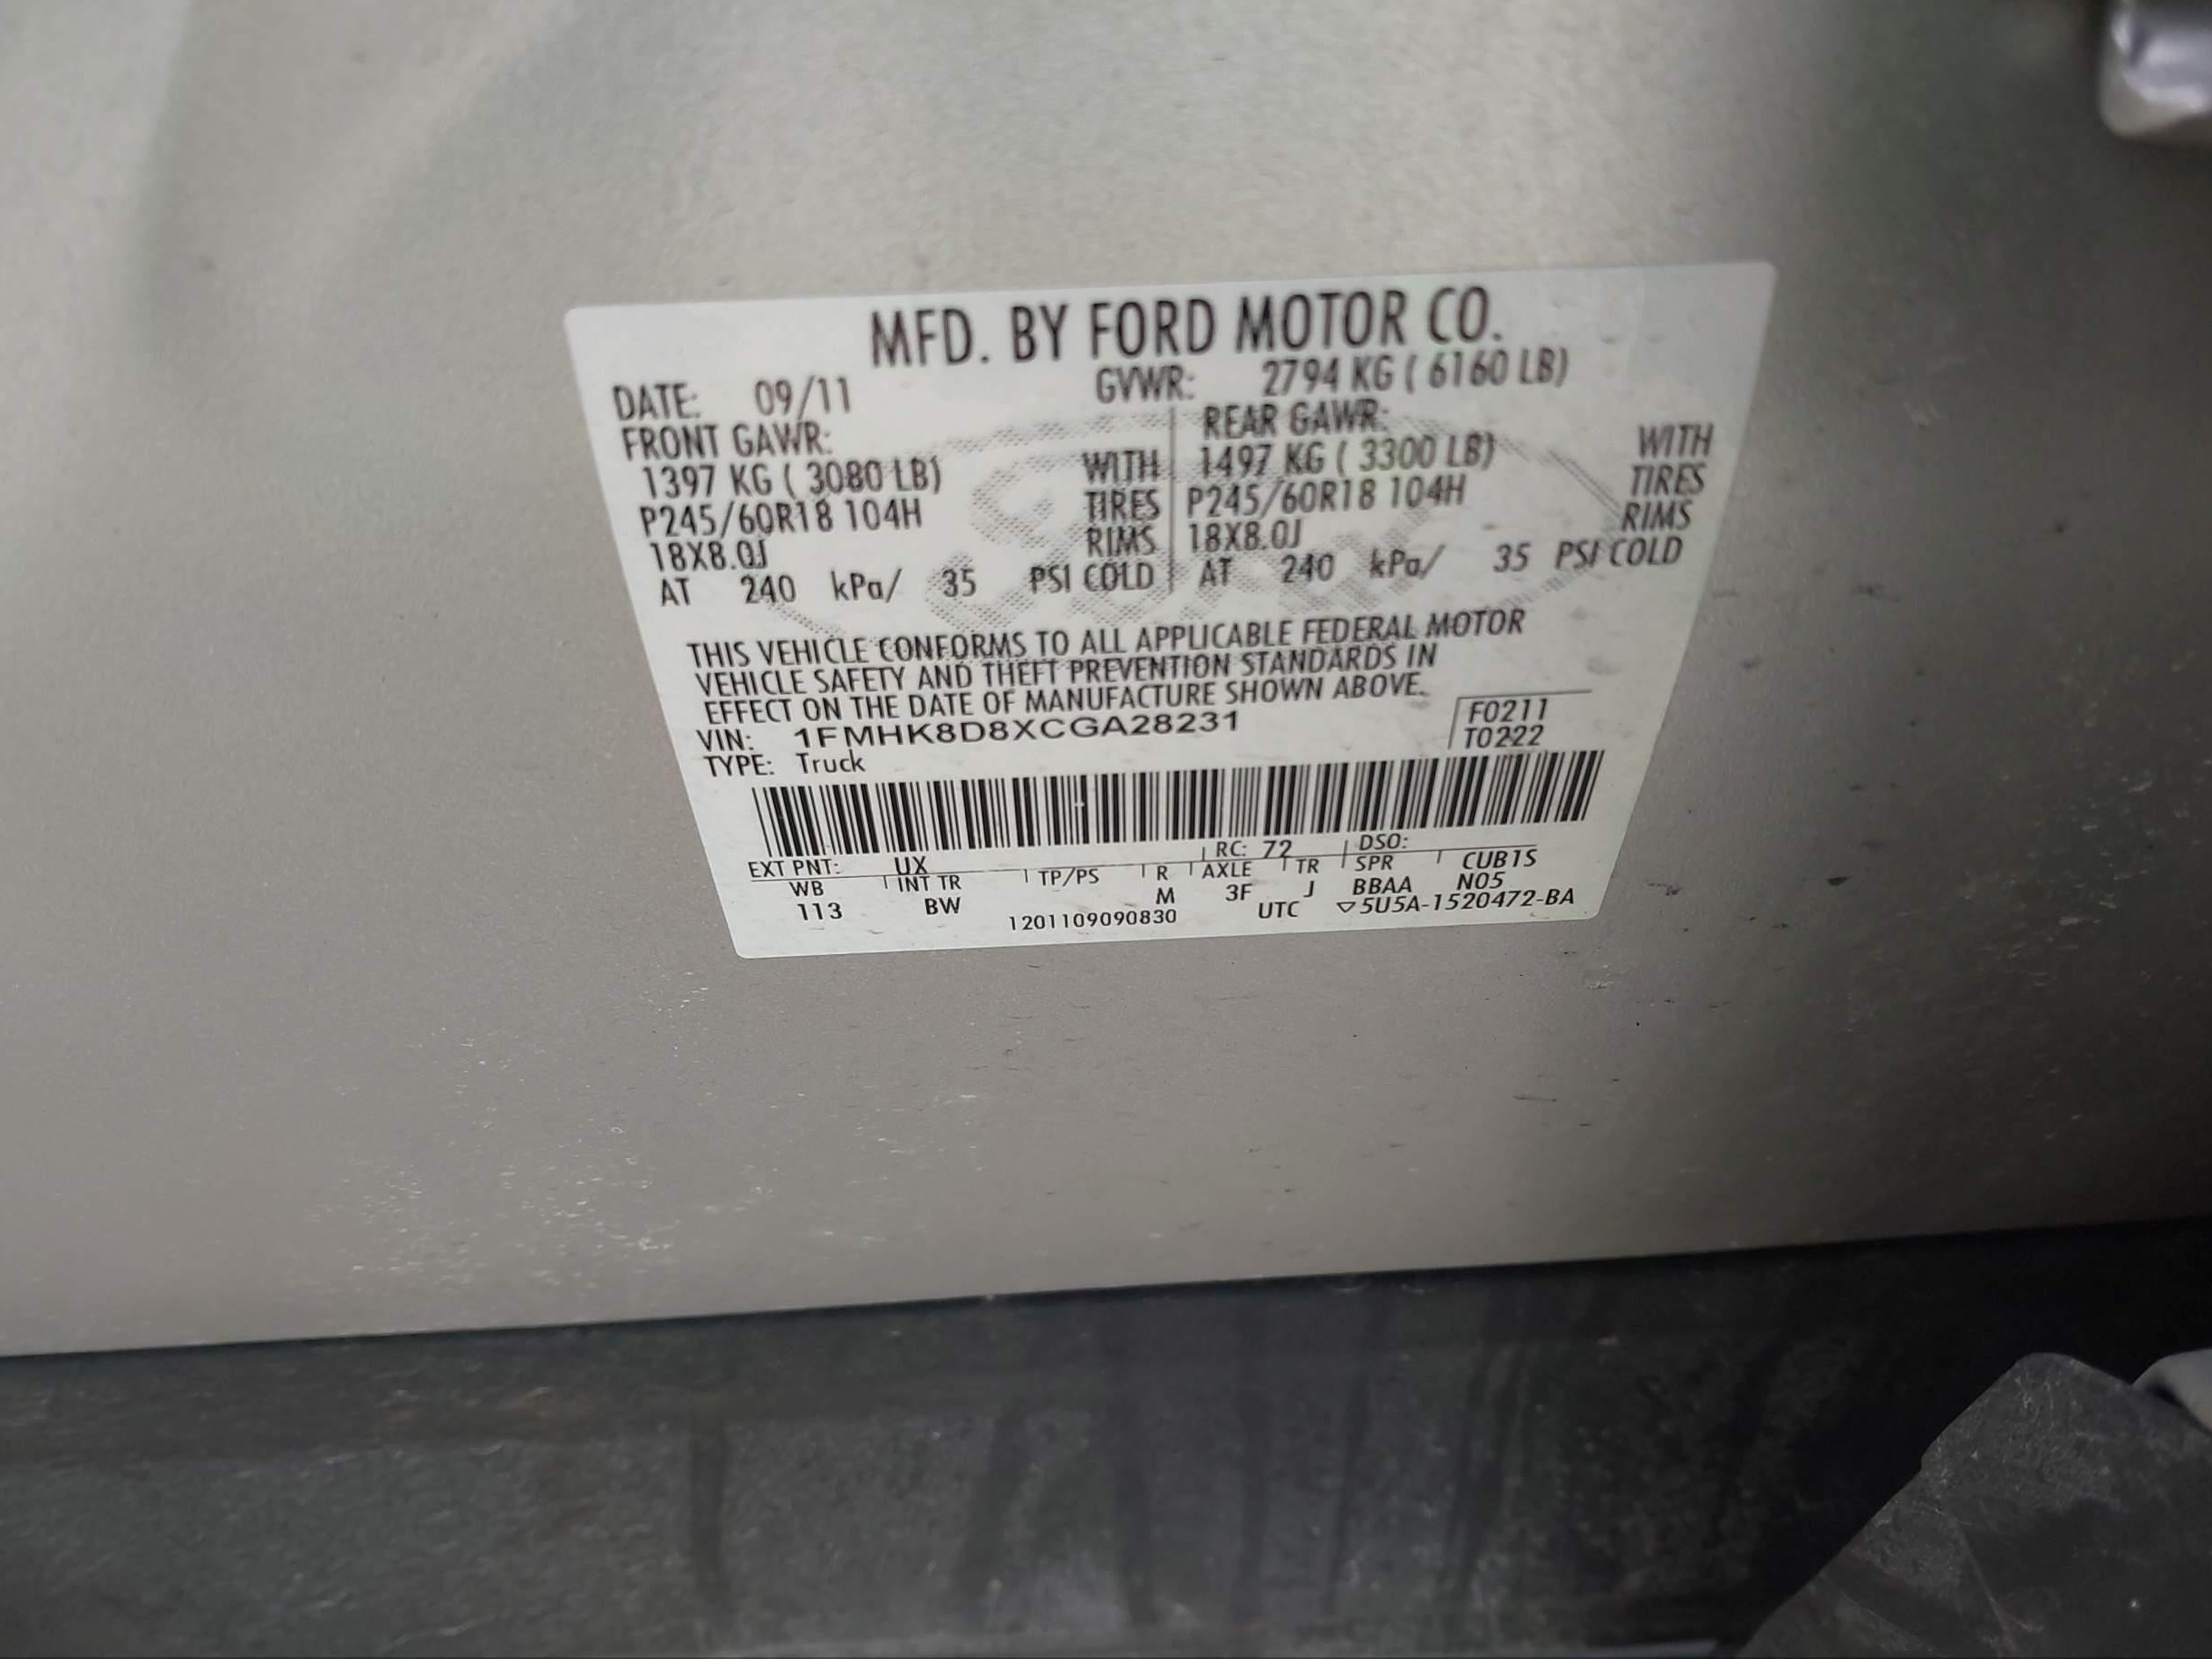 MFD. BY FORD MOTOR CO.
DATE: 09/11 GVWR: 2794 KG ( 6160 LB)
FRONT GAWR: REAR GAWR:
1397 KG ( 3080 LB) WITH 1497 KG ( 3300 LB) WITH
P245/60R18 104H TIRES P245/60R18 104H TIRES
18X8.0J RIMS 18X8.0J RIMS
AT 240 kPa/ 35 PSI COLD AT 240 kPa/ 35 PSI COLD
THIS VEHICLE CONFORMS TO ALL APPLICABLE FEDERAL MOTOR
VEHICLE SAFETY AND THEFT PREVENTION STANDARDS IN
EFFECT ON THE DATE OF MANUFACTURE SHOWN ABOVE.
VIN: 1FMHK8D8XCGA28231 F0211
TYPE: Truck T0222
EXT PNT: UX RC: 72 DSO:
WB INT TR TP/PS R AXLE TR SPR CUB1S
113 BW M 3F J BBAA N05
1201109090830 UTC ▽5U5A-1520472-BA